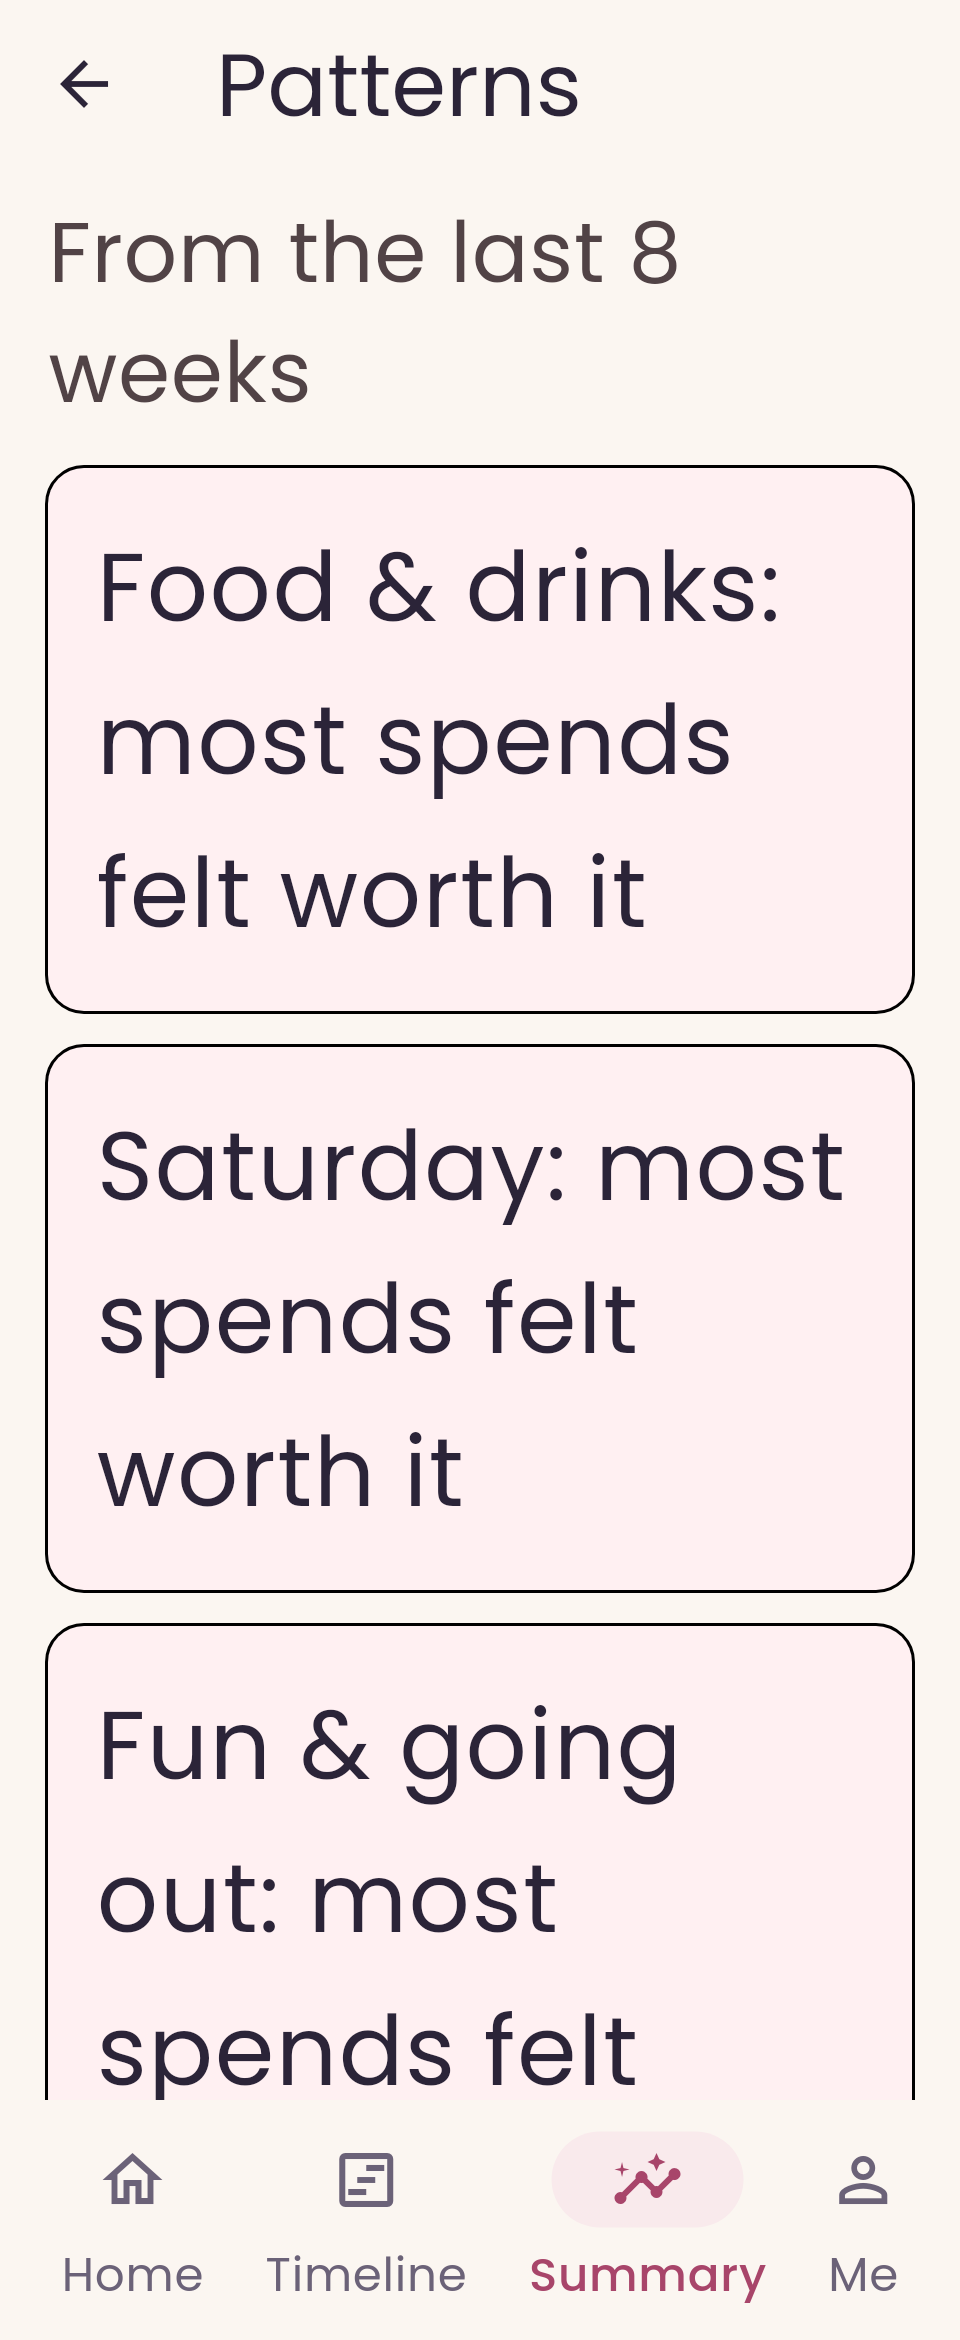 Patterns
From the last 8
weeks
Food & drinks:
most spends
felt worth it
Saturday: most
spends felt
worth it
Fun & going
out: most
spends felt
Home
Timeline
Summary
Me